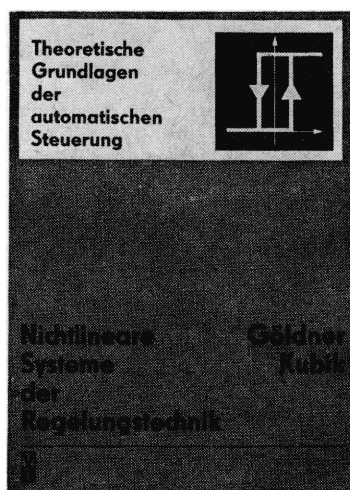 Theoretische
Grundlagen
der
automatischen
Steuerung
Nichtlineare Göldner
Systeme Kubik
der
Regelungstechnik